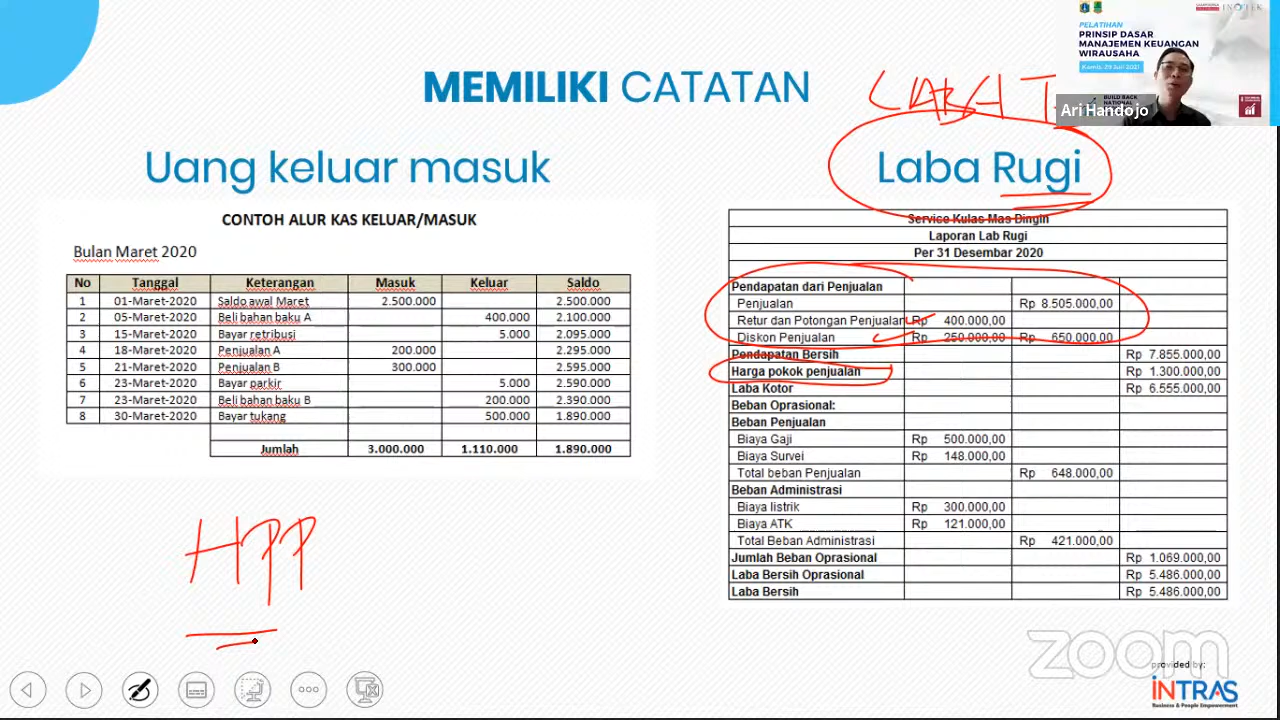 PELATIHAN
PRINSIP DASAR
MANAJEMEN KEUANGAN
WIRAUSAHA
Kamis, 29 Juli 2021
BUILD BACK
Ari Handojo
MEMILIKI CATATAN
Uang keluar masuk
CONTOH ALUR KAS KELUAR/MASUK
Bulan Maret 2020
No Tanggal Keterangan Masuk Keluar Saldo
1 01-Maret-2020 Saldo awal Maret 2.500.000 2.500.000
2 05-Maret-2020 Beli bahan baku A 400.000 2.100.000
3 15-Maret-2020 Bayar retribusi 5.000 2.095.000
4 18-Maret-2020 Penjualan A 200.000 2.295.000
5 21-Maret-2020 Penjualan B 300.000 2.595.000
6 23-Maret-2020 Bayar parkir 5.000 2.590.000
7 23-Maret-2020 Beli bahan baku B 200.000 2.390.000
8 30-Maret-2020 Bayar tukang 500.000 1.890.000
Jumlah 3.000.000 1.110.000 1.890.000
HPP
Laba Rugi
Service Kulas Mas Dingin
Laporan Lab Rugi
Per 31 Desembar 2020
Pendapatan dari Penjualan
Penjualan Rp 8.505.000,00
Retur dan Potongan Penjualan Rp 400.000,00
Diskon Penjualan Rp 250.000,00 Rp 650.000,00
Pendapatan Bersih Rp 7.855.000,00
Harga pokok penjualan Rp 1.300.000,00
Laba Kotor Rp 6.555.000,00
Beban Oprasional:
Beban Penjualan
Biaya Gaji Rp 500.000,00
Biaya Survei Rp 148.000,00
Total beban Penjualan Rp 648.000,00
Beban Administrasi
Biaya listrik Rp 300.000,00
Biaya ATK Rp 121.000,00
Total Beban Administrasi Rp 421.000,00
Jumlah Beban Oprasional Rp 1.069.000,00
Laba Bersih Oprasional Rp 5.486.000,00
Laba Bersih Rp 5.486.000,00
zoom
provided by:
iNTRAS
Business & People Empowerment